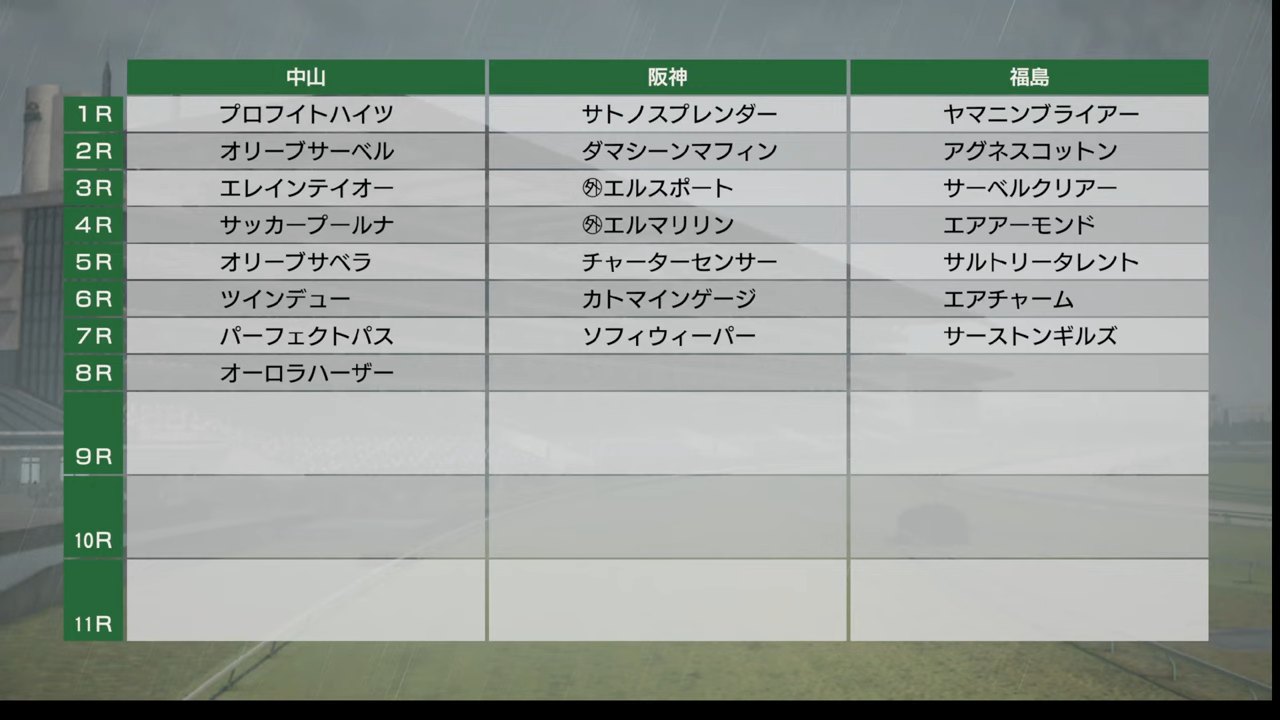 中山 阪神 福島
1R プロフイトハイツ サトノスプレンダー ヤマニンブライアー
2R オリーブサーベル ダマシーンマフィン アグネスコットン
3R エレインテイオー ㊕エルスポート サーベルクリアー
4R サッカープールナ ㊕エルマリリン エアアーモンド
5R オリーブサベラ チャーターセンサー サルトリータレント
6R ツインデュー カトマインゲージ エアチャーム
7R パーフェクトパス ソフィウィーパー サーストンギルズ
8R オーロラハーザー
9R
10R
11R